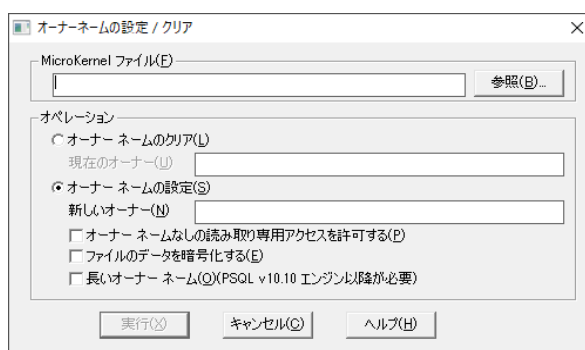 オーナーネームの設定 / クリア
MicroKernel ファイル(F)
参照(B)...
オペレーション
オーナー ネームのクリア(L)
現在のオーナー(U)
オーナー ネームの設定(S)
新しいオーナー(N)
オーナー ネームなしの読み取り専用アクセスを許可する(P)
ファイルのデータを暗号化する(E)
長いオーナー ネーム(O)(PSQL v10.10 エンジン以降が必要)
実行(X) キャンセル(C) ヘルプ(H)